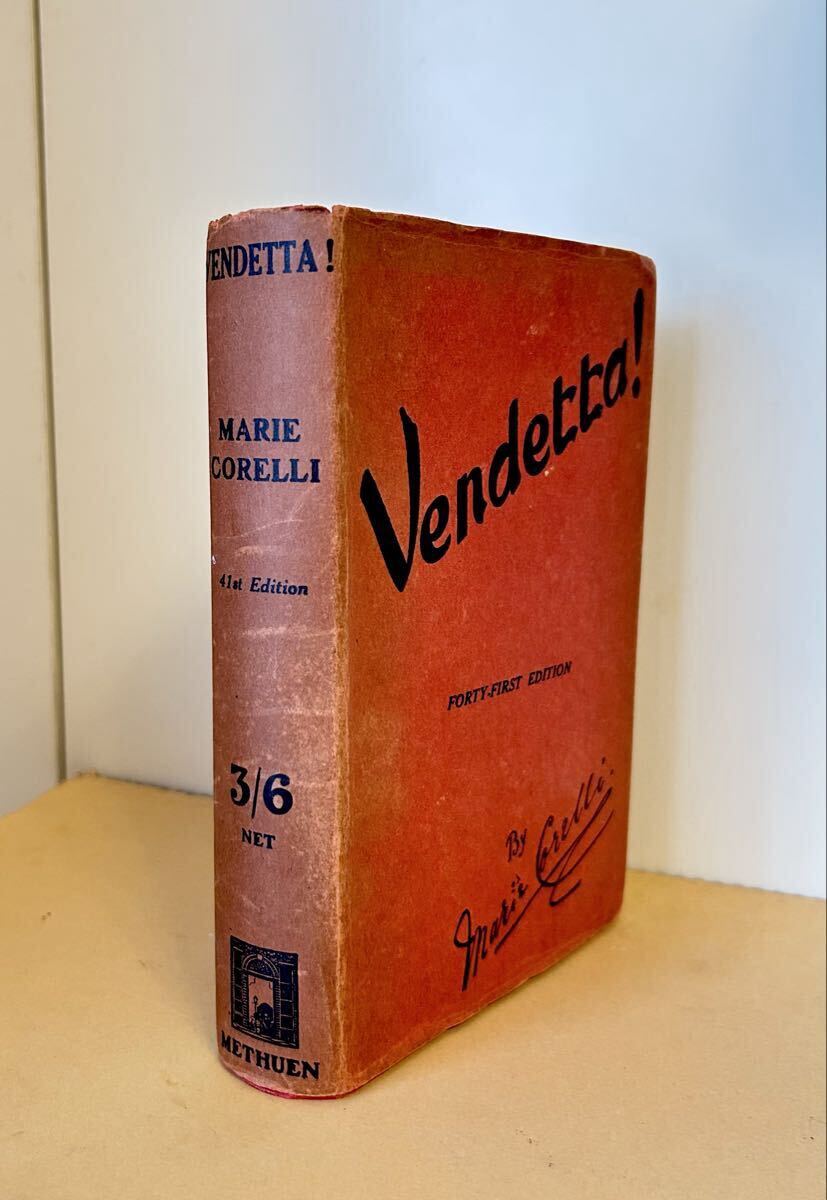 VENDETTA!
MARIE
CORELLI
41st Edition
3/6
NET
METHUEN
Vendetta!
FORTY-FIRST EDITION
By
Marie Corelli.